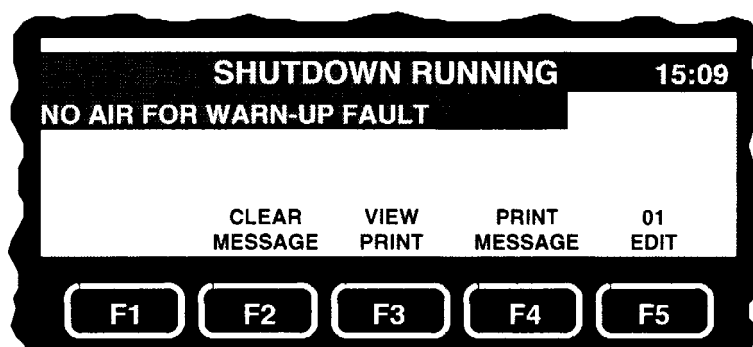 SHUTDOWN RUNNING 15:09
NO AIR FOR WARN-UP FAULT
CLEAR VIEW PRINT 01
MESSAGE PRINT MESSAGE EDIT
F1 F2 F3 F4 F5